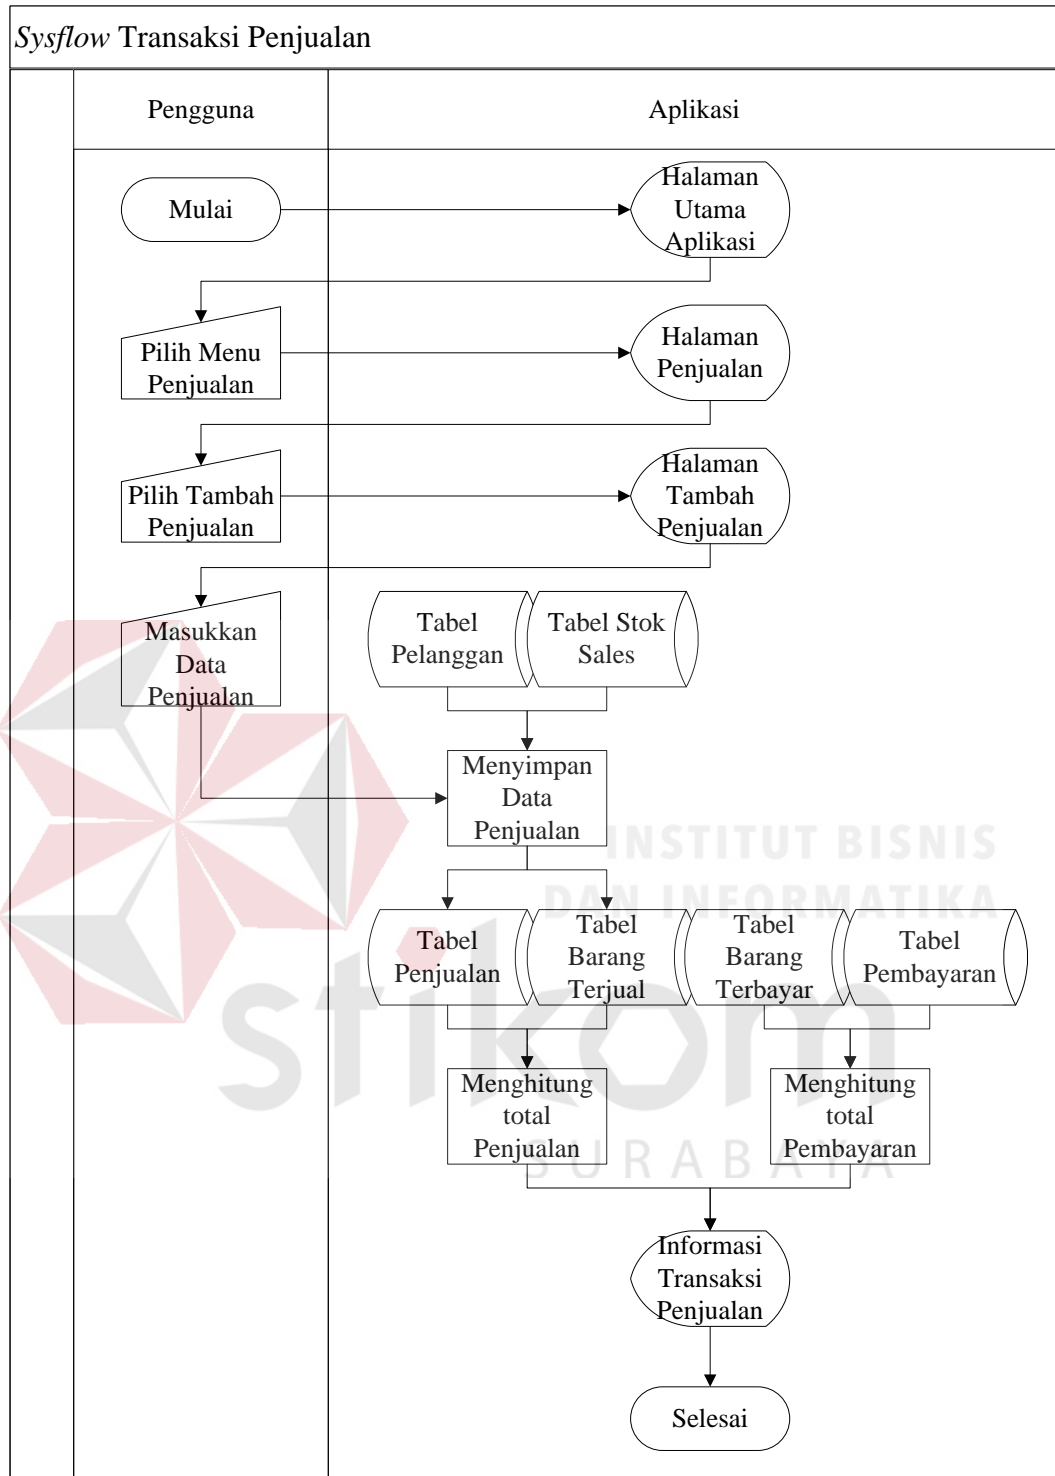 Sysflow Transaksi Penjualan
Pengguna
Aplikasi
Mulai
Halaman
Utama
Aplikasi
Pilih Menu
Penjualan
Halaman
Penjualan
Pilih Tambah
Penjualan
Halaman
Tambah
Penjualan
Masukkan
Data
Penjualan
Tabel
Pelanggan
Tabel Stok
Sales
Menyimpan
Data
Penjualan
INSTITUT BISNIS
DAN INFORMATIKA
Tabel
Penjualan
Tabel
Barang
Terjual
Tabel
Barang
Terbayar
Tabel
Pembayaran
stikom
Menghitung
total
Penjualan
Menghitung
total
Pembayaran
SURABAYA
Informasi
Transaksi
Penjualan
Selesai